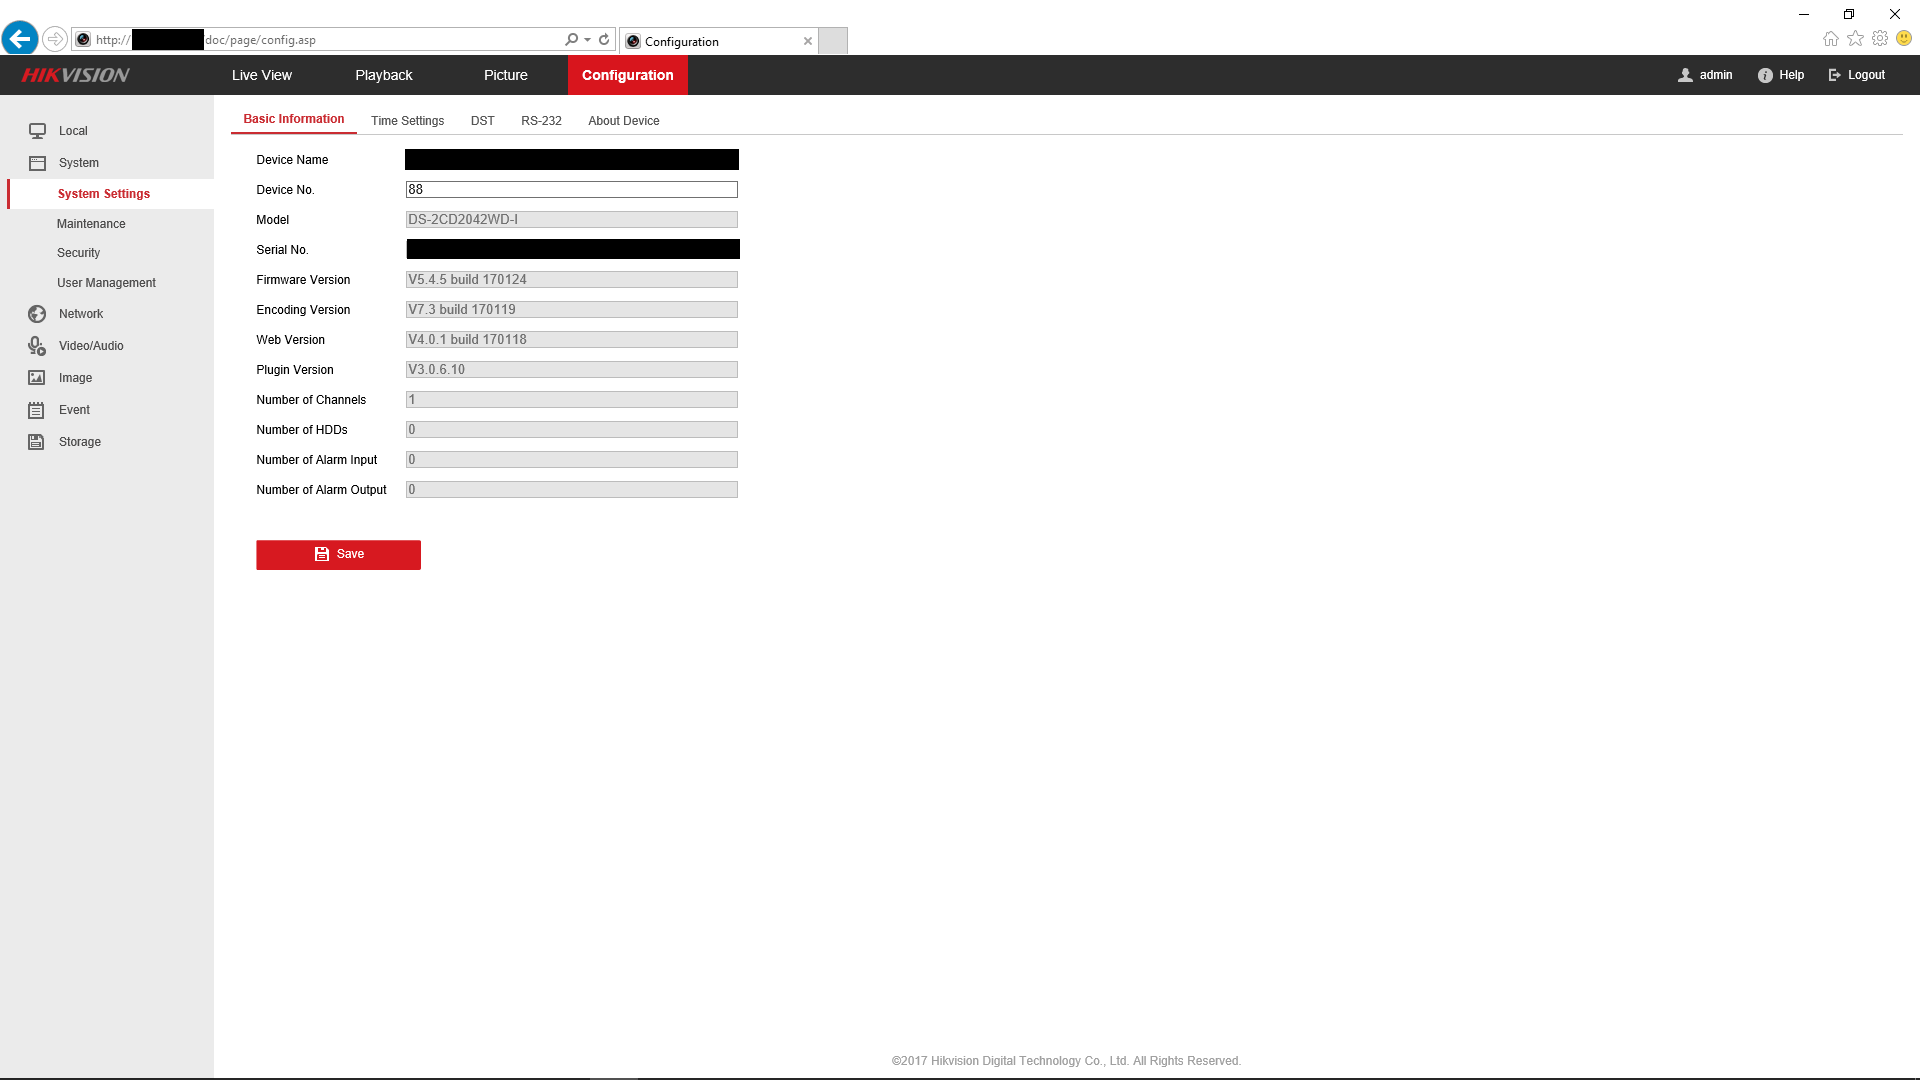 http:// doc/page/config.asp
Configuration
HIKVISION
Live View
Playback
Picture
Configuration
admin
Help
Logout
Local
System
System Settings
Maintenance
Security
User Management
Network
Video/Audio
Image
Event
Storage
Basic Information
Time Settings
DST
RS-232
About Device
Device Name
Device No. 88
Model DS-2CD2042WD-I
Serial No.
Firmware Version V5.4.5 build 170124
Encoding Version V7.3 build 170119
Web Version V4.0.1 build 170118
Plugin Version V3.0.6.10
Number of Channels 1
Number of HDDs 0
Number of Alarm Input 0
Number of Alarm Output 0
Save
©2017 Hikvision Digital Technology Co., Ltd. All Rights Reserved.